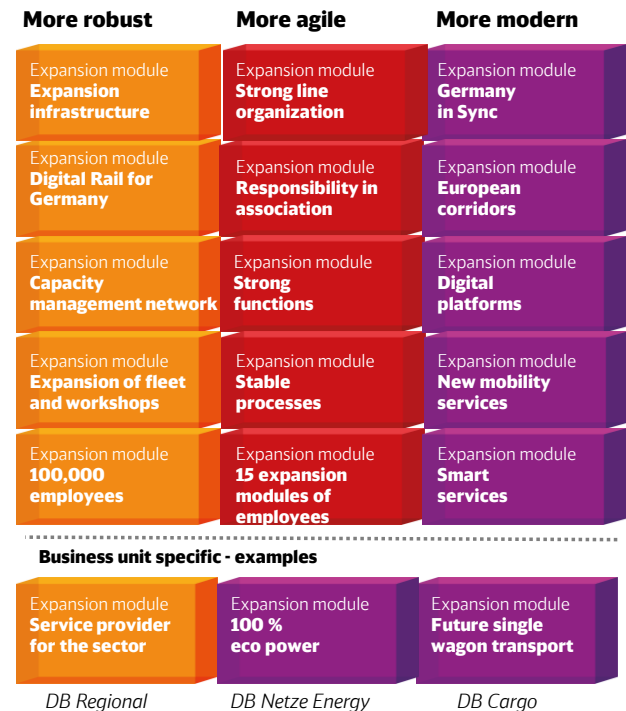 More robust
More agile
More modern
Expansion module
Expansion
infrastructure
Expansion module
Strong line
organization
Expansion module
Germany
in Sync
Expansion module
Digital Rail for
Germany
Expansion module
Responsibility in
association
Expansion module
European
corridors
Expansion module
Capacity
management network
Expansion module
Strong
functions
Expansion module
Digital
platforms
Expansion module
Expansion of fleet
and workshops
Expansion module
Stable
processes
Expansion module
New mobility
services
Expansion module
100,000
employees
Expansion module
15 expansion
modules of
employees
Expansion module
Smart
services
Business unit specific - examples
Expansion module
Service provider
for the sector
Expansion module
100 %
eco power
Expansion module
Future single
wagon transport
DB Regional
DB Netze Energy
DB Cargo